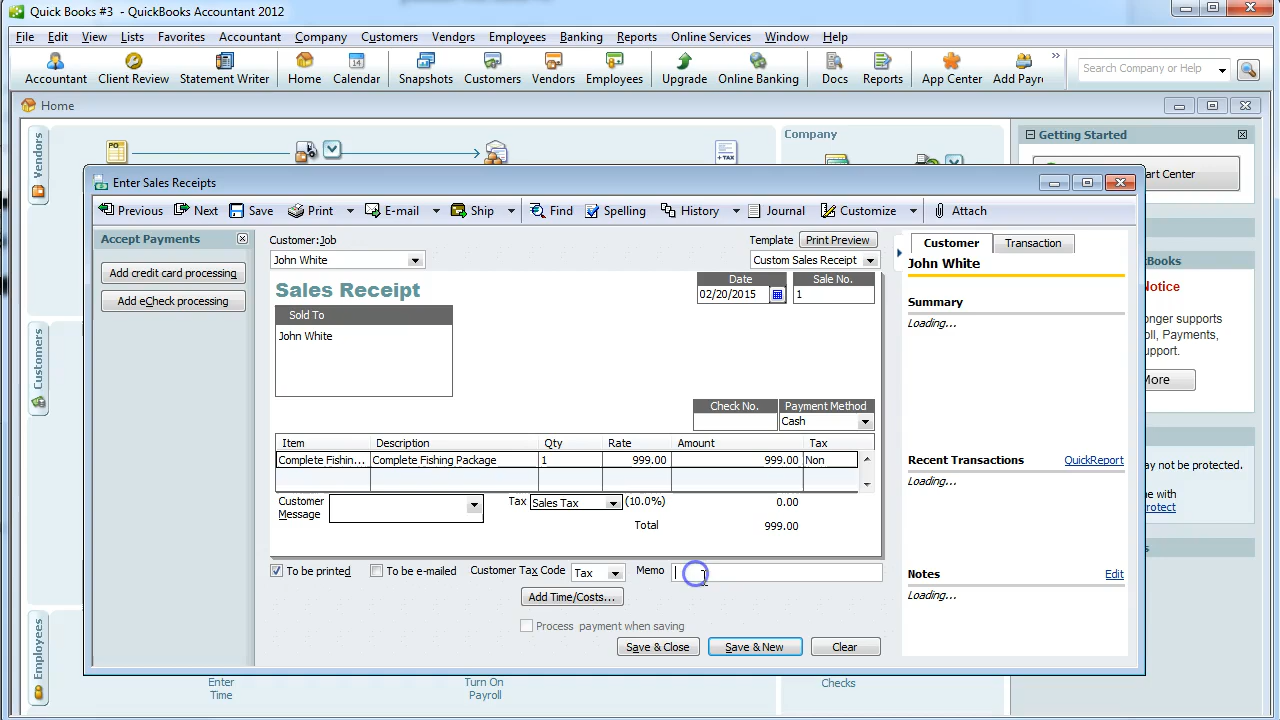 Quick Books #3 - QuickBooks Accountant 2012
File Edit View Lists Favorites Accountant Company Customers Vendors Employees Banking Reports Online Services Window Help
Accountant Client Review Statement Writer Home Calendar Snapshots Customers Vendors Employees Upgrade Online Banking Docs Reports App Center Add Payr
Search Company or Help
Home
Vendors
PO
+TAX
Company
Getting Started
art Center
Enter Sales Receipts
Previous Next Save Print E-mail Ship Find Spelling History Journal Customize Attach
Accept Payments
Add credit card processing
Add eCheck processing
Customer:Job
John White
Template Print Preview
Custom Sales Receipt
Sales Receipt
Date Sale No.
02/20/2015 1
Sold To
John White
Check No. Payment Method
Cash
Item Description Qty Rate Amount Tax
Complete Fishin... Complete Fishing Package 1 999.00 999.00 Non
Customer Message
Tax Sales Tax (10.0%) 0.00
Total 999.00
To be printed To be e-mailed Customer Tax Code Tax Memo
Add Time/Costs...
Process payment when saving
Save & Close Save & New Clear
Customer Transaction
John White
Summary
Loading...
Recent Transactions QuickReport
Loading...
Notes Edit
Loading...
ckBooks
Notice
onger supports
oll, Payments,
upport.
More
ay not be protected.
ne with
rotect
Customers
Employees
Enter Time
Turn On Payroll
Checks